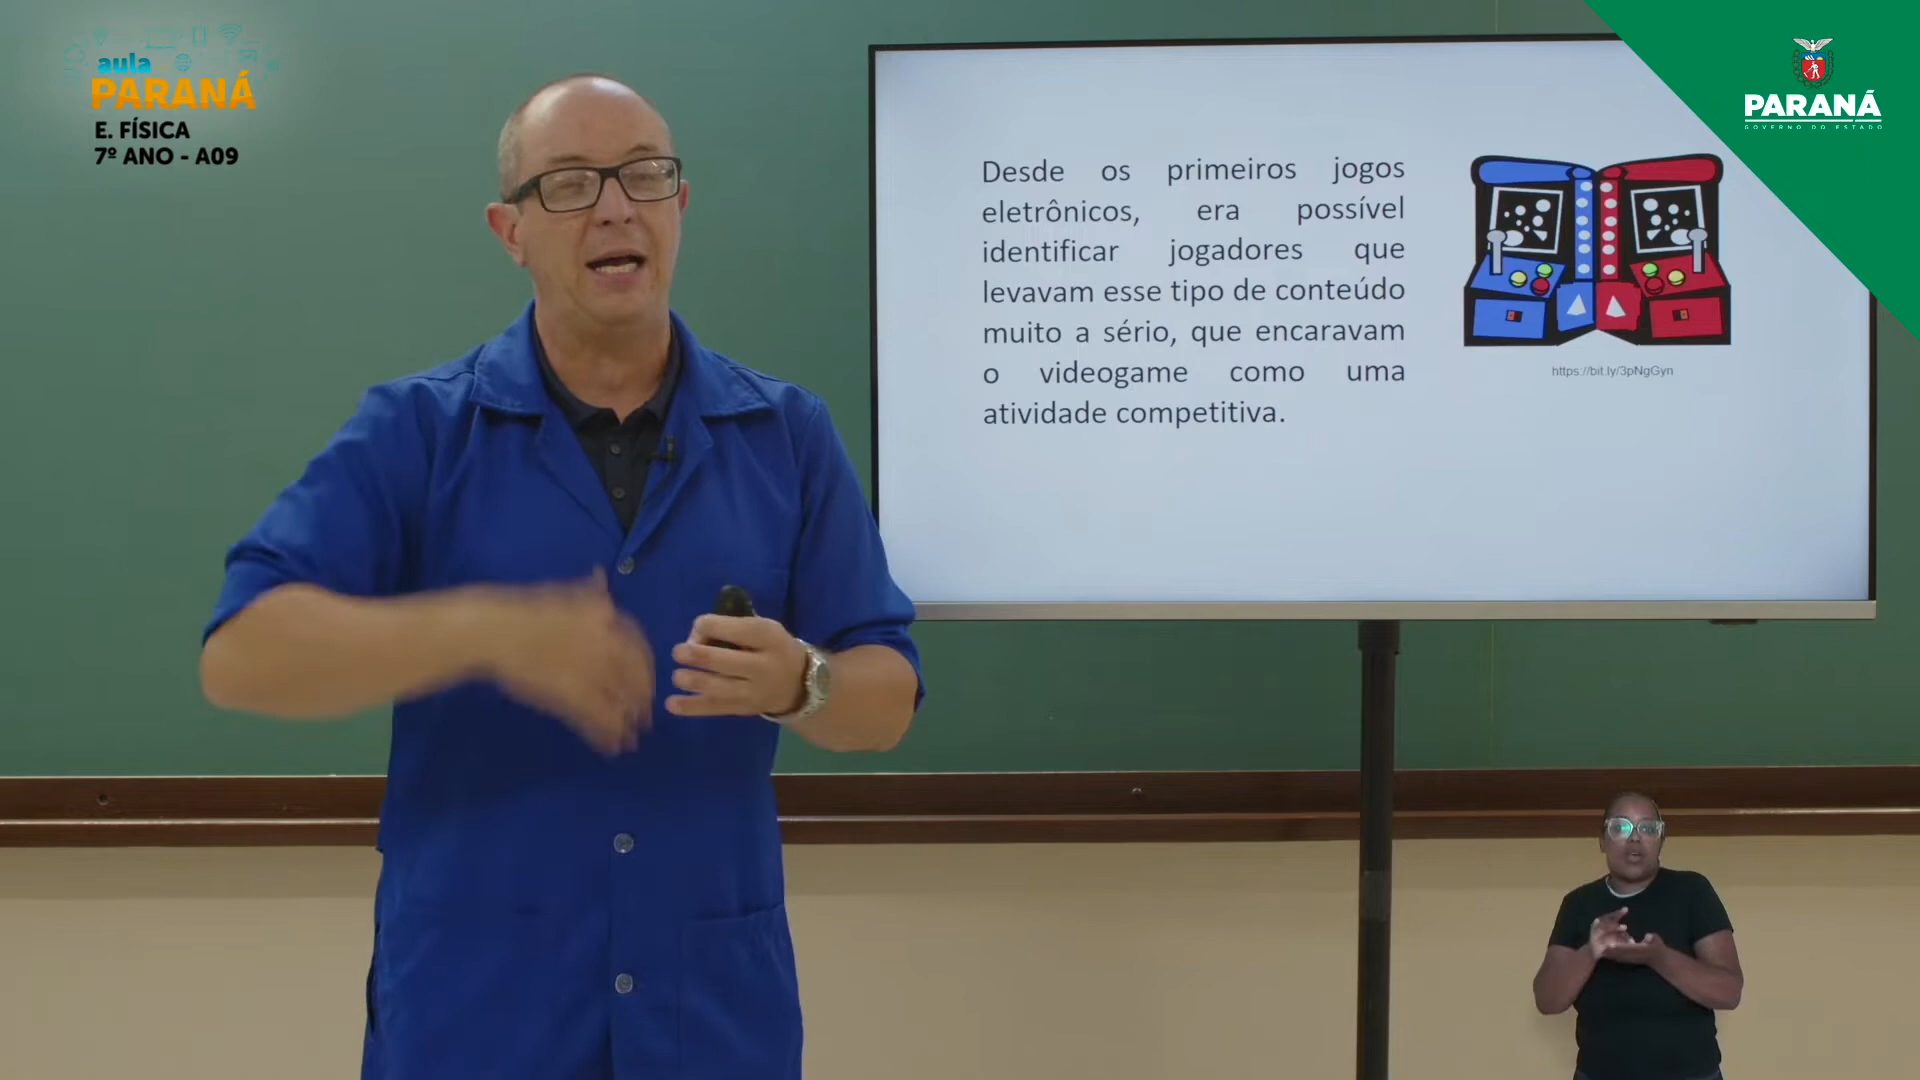 aula
PARANÁ
E. FÍSICA
7º ANO - A09
Desde os primeiros jogos
eletrônicos, era possível
identificar jogadores que
levavam esse tipo de conteúdo
muito a sério, que encaravam
o videogame como uma
atividade competitiva.
https://bit.ly/3pNgGyn
PARANÁ
GOVERNO DO ESTADO